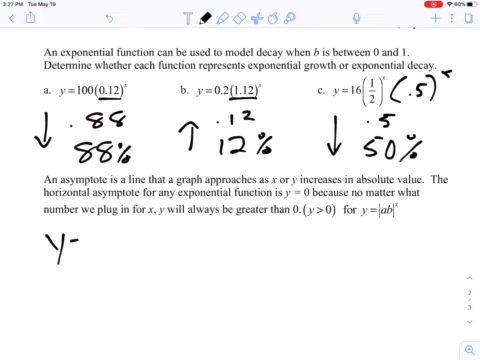 3:27 PM Tue May 19
60%
An exponential function can be used to model decay when b is between 0 and 1.
Determine whether each function represents exponential growth or exponential decay.
a. y = 100(0.12)^x b. y = 0.2(1.12)^x c. y = 16(1/2)^x (.5)^x
↓ .88 ↑ .12 ↓ .5
88% 12% 50%
An asymptote is a line that a graph approaches as x or y increases in absolute value. The
horizontal asymptote for any exponential function is y = 0 because no matter what
number we plug in for x, y will always be greater than 0. (y > 0) for y = |ab|^x
y=
2
/
3